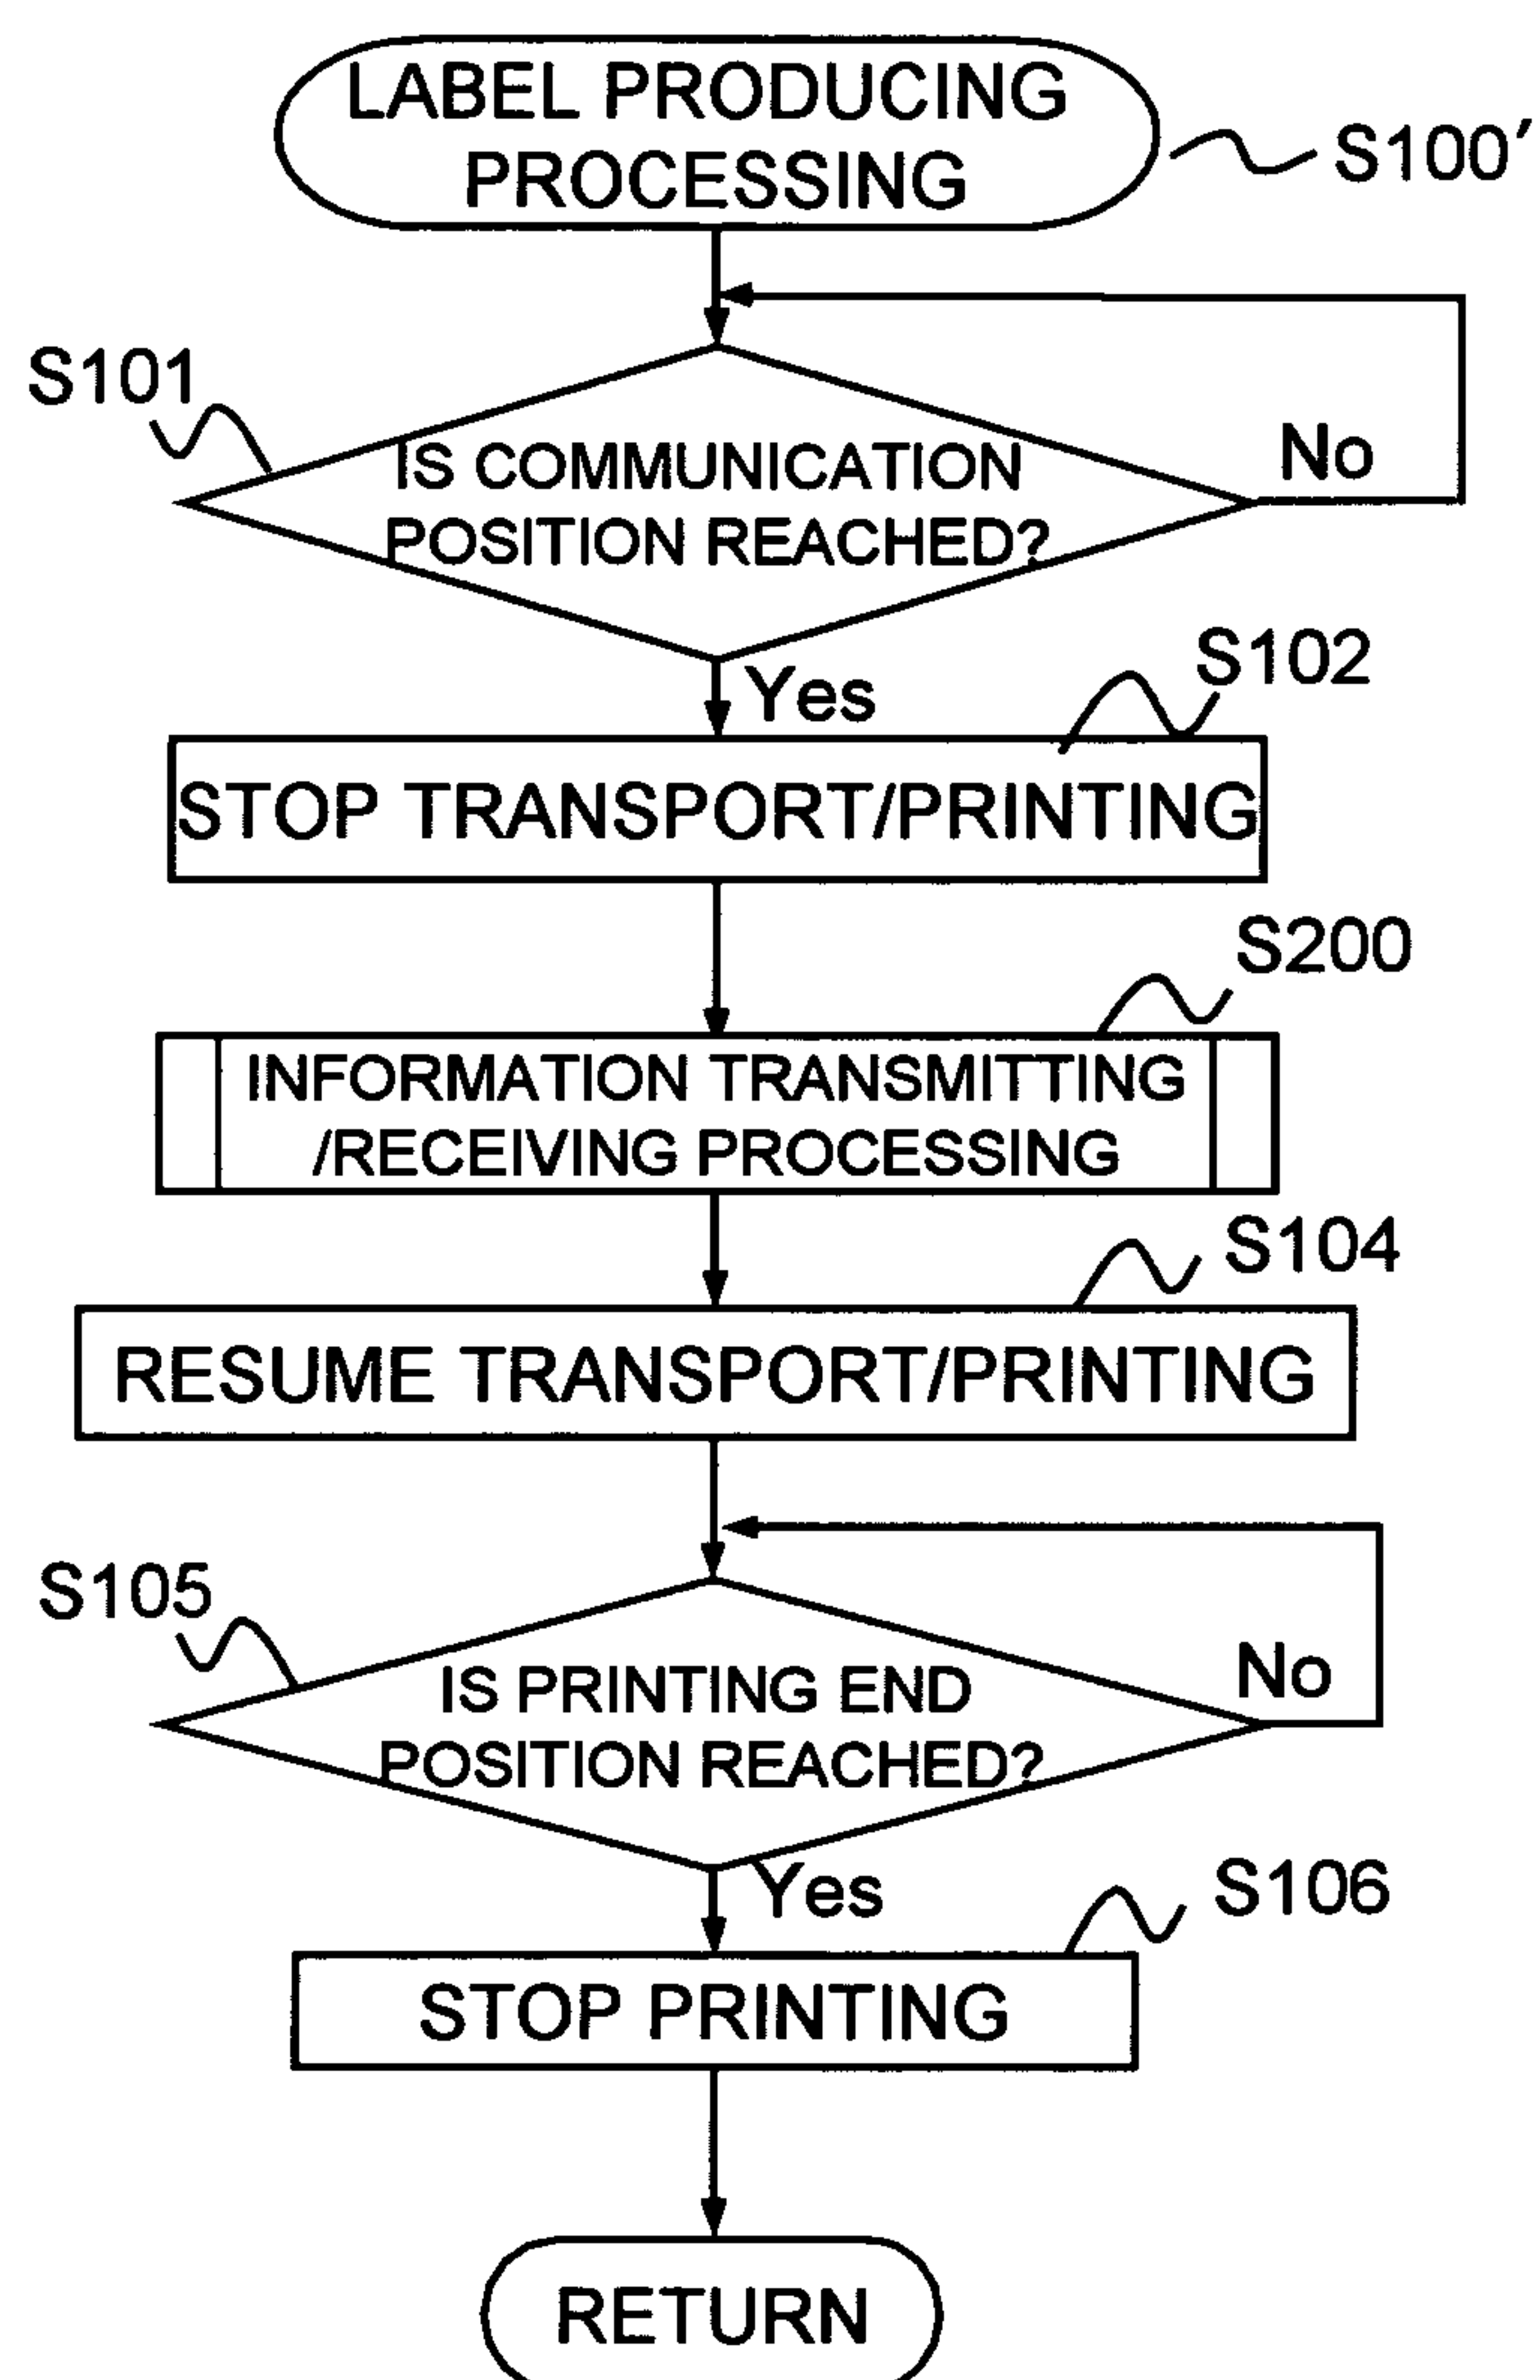 LABEL PRODUCING
PROCESSING
S100'
S101
IS COMMUNICATION
POSITION REACHED?
No
Yes
S102
STOP TRANSPORT/PRINTING
S200
INFORMATION TRANSMITTING
/RECEIVING PROCESSING
S104
RESUME TRANSPORT/PRINTING
S105
IS PRINTING END
POSITION REACHED?
No
Yes
S106
STOP PRINTING
RETURN